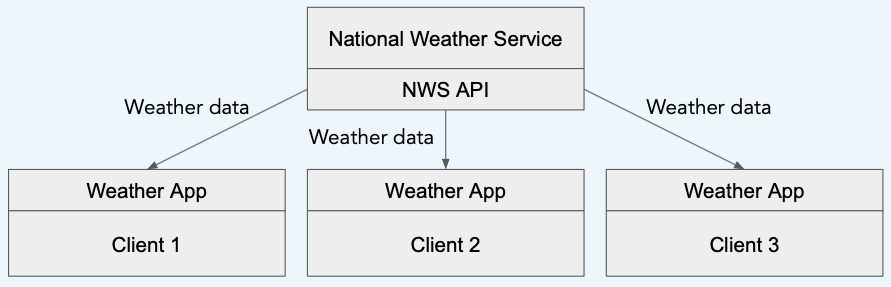 National Weather Service
NWS API
Weather data
Weather data
Weather data
Weather App
Client 1
Weather App
Client 2
Weather App
Client 3